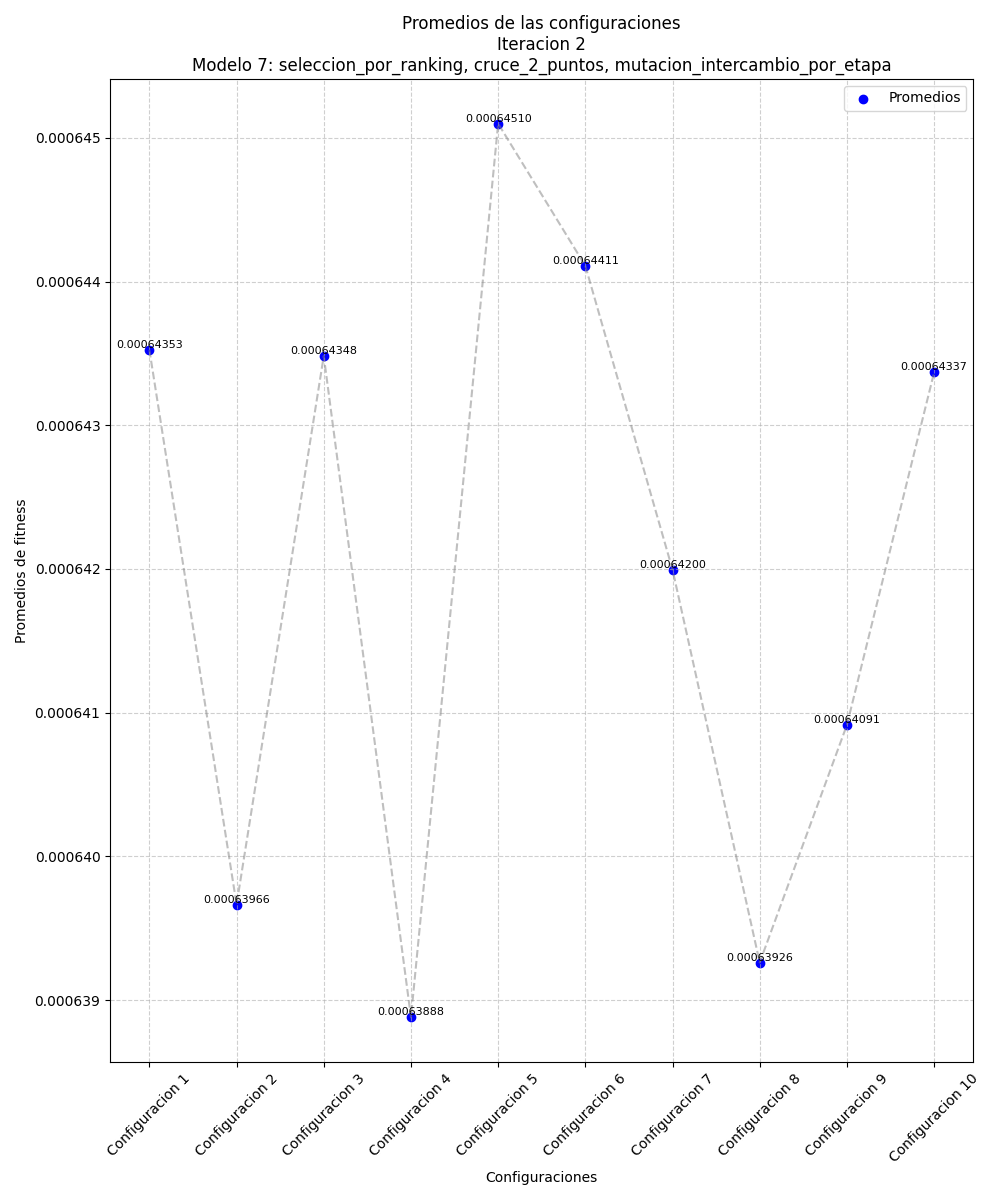 Promedios de las configuraciones
Iteracion 2
Modelo 7: seleccion_por_ranking, cruce_2_puntos, mutacion_intercambio_por_etapa
Promedios
0.000645
0.000644
0.000643
0.000642
0.000641
0.000640
0.000639
Promedios de fitness
0.00064353
0.00063966
0.00064348
0.00063888
0.00064510
0.00064411
0.00064200
0.00063926
0.00064091
0.00064337
Configuracion 1
Configuracion 2
Configuracion 3
Configuracion 4
Configuracion 5
Configuracion 6
Configuracion 7
Configuracion 8
Configuracion 9
Configuracion 10
Configuraciones